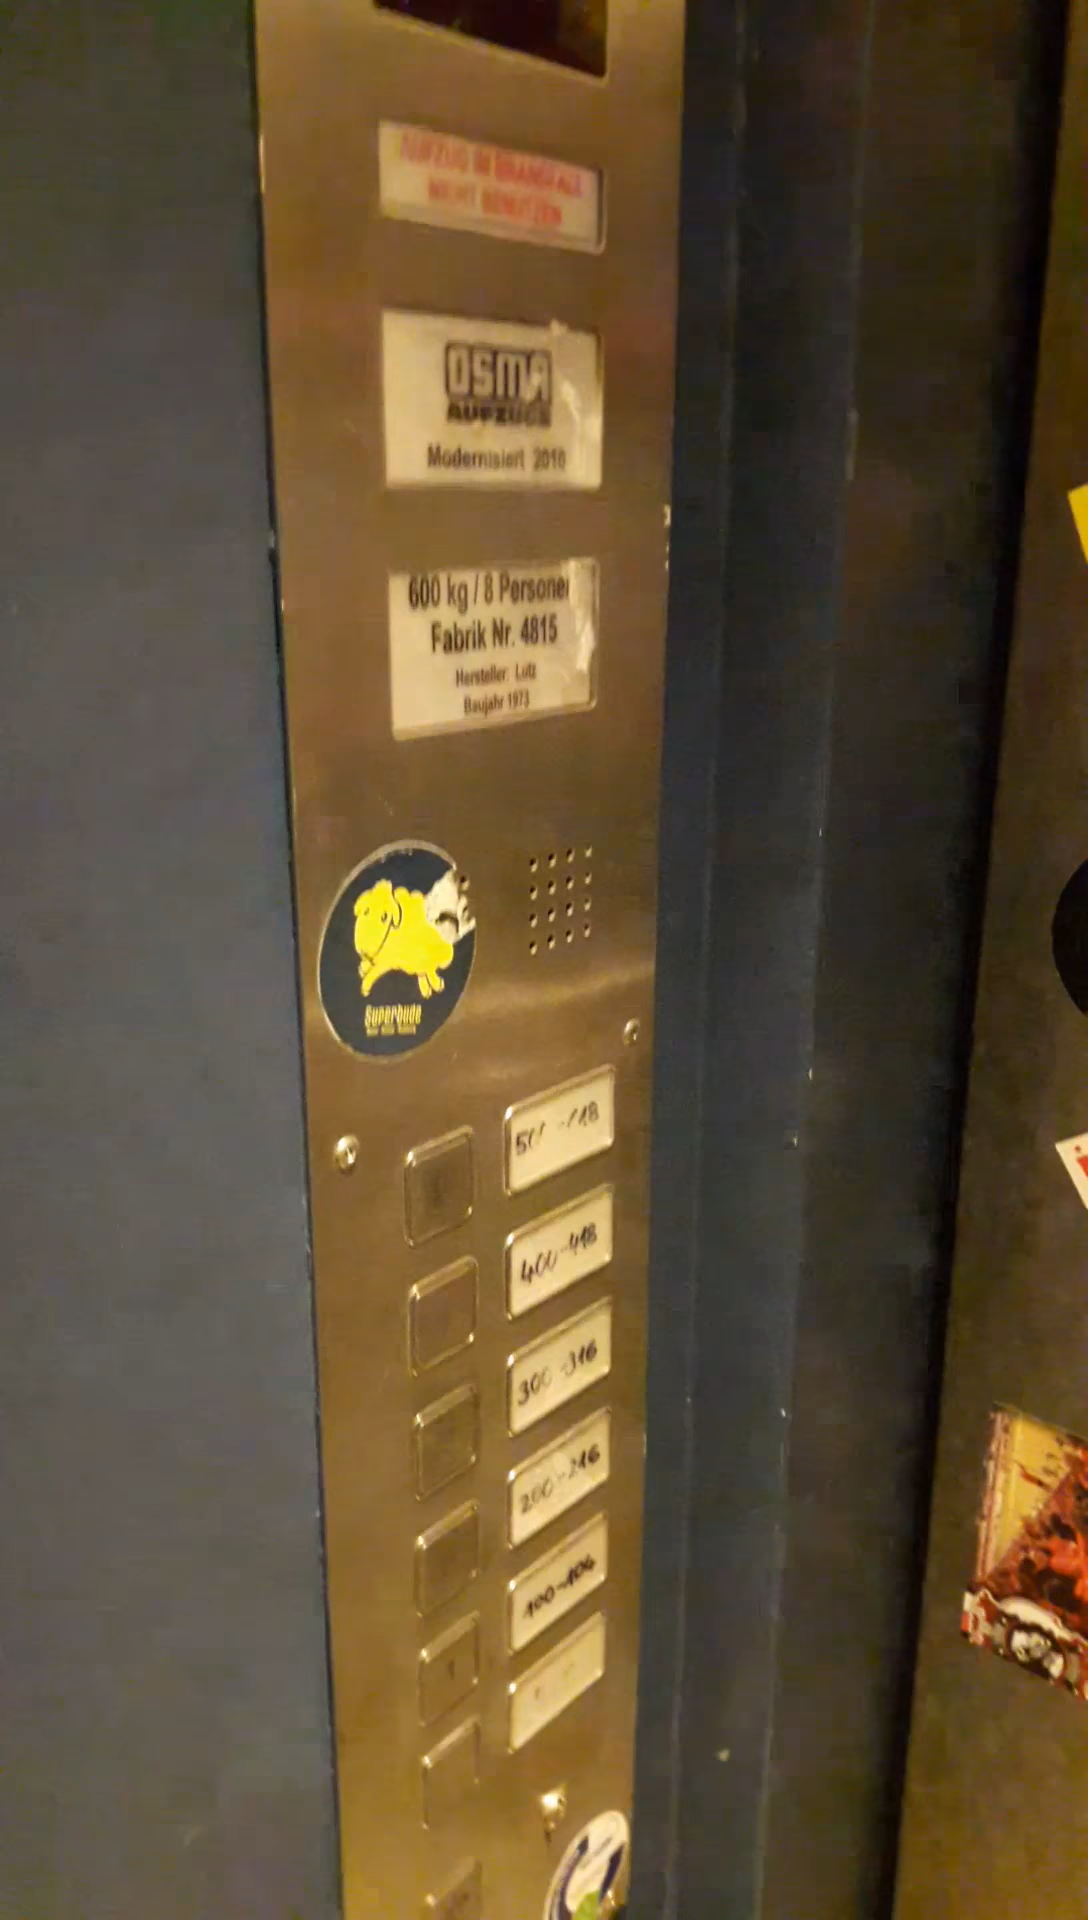 AUFZUG IM BRANDFALL
NICHT BENUTZEN
OSMA
AUFZÜGE
Modernisiert 2010
600 kg / 8 Personen
Fabrik Nr. 4815
Hersteller: Lutz
Baujahr 1973
Superbude
400-418
300-316
200-216
100-106